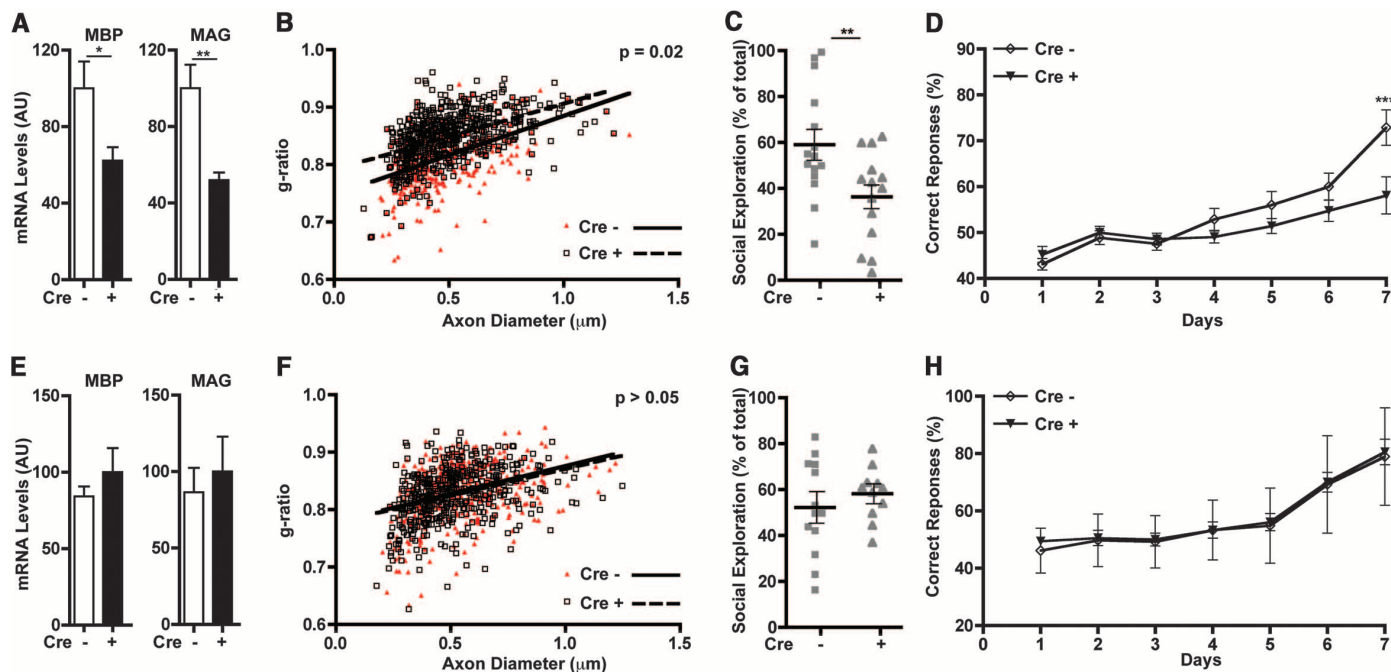 A
MBP
MAG
*
**
mRNA Levels (AU)
120
80
40
0
120
80
40
0
Cre - +
Cre - +
B
p = 0.02
g-ratio
1.0
0.9
0.8
0.7
0.6
Cre -
Cre +
0.0 0.5 1.0 1.5
Axon Diameter (μm)
C
**
Social Exploration (% of total)
100
80
60
40
20
0
Cre - +
D
Cre -
Cre +
***
Correct Reponses (%)
90
80
70
60
50
40
0 1 2 3 4 5 6 7
Days
E
MBP
MAG
mRNA Levels (AU)
150
100
50
0
150
100
50
0
Cre - +
Cre - +
F
p > 0.05
g-ratio
1.0
0.9
0.8
0.7
0.6
Cre -
Cre +
0.0 0.5 1.0 1.5
Axon Diameter (μm)
G
Social Exploration (% of total)
100
80
60
40
20
0
Cre - +
H
Cre -
Cre +
Correct Reponses (%)
100
80
60
40
20
0 1 2 3 4 5 6 7
Days